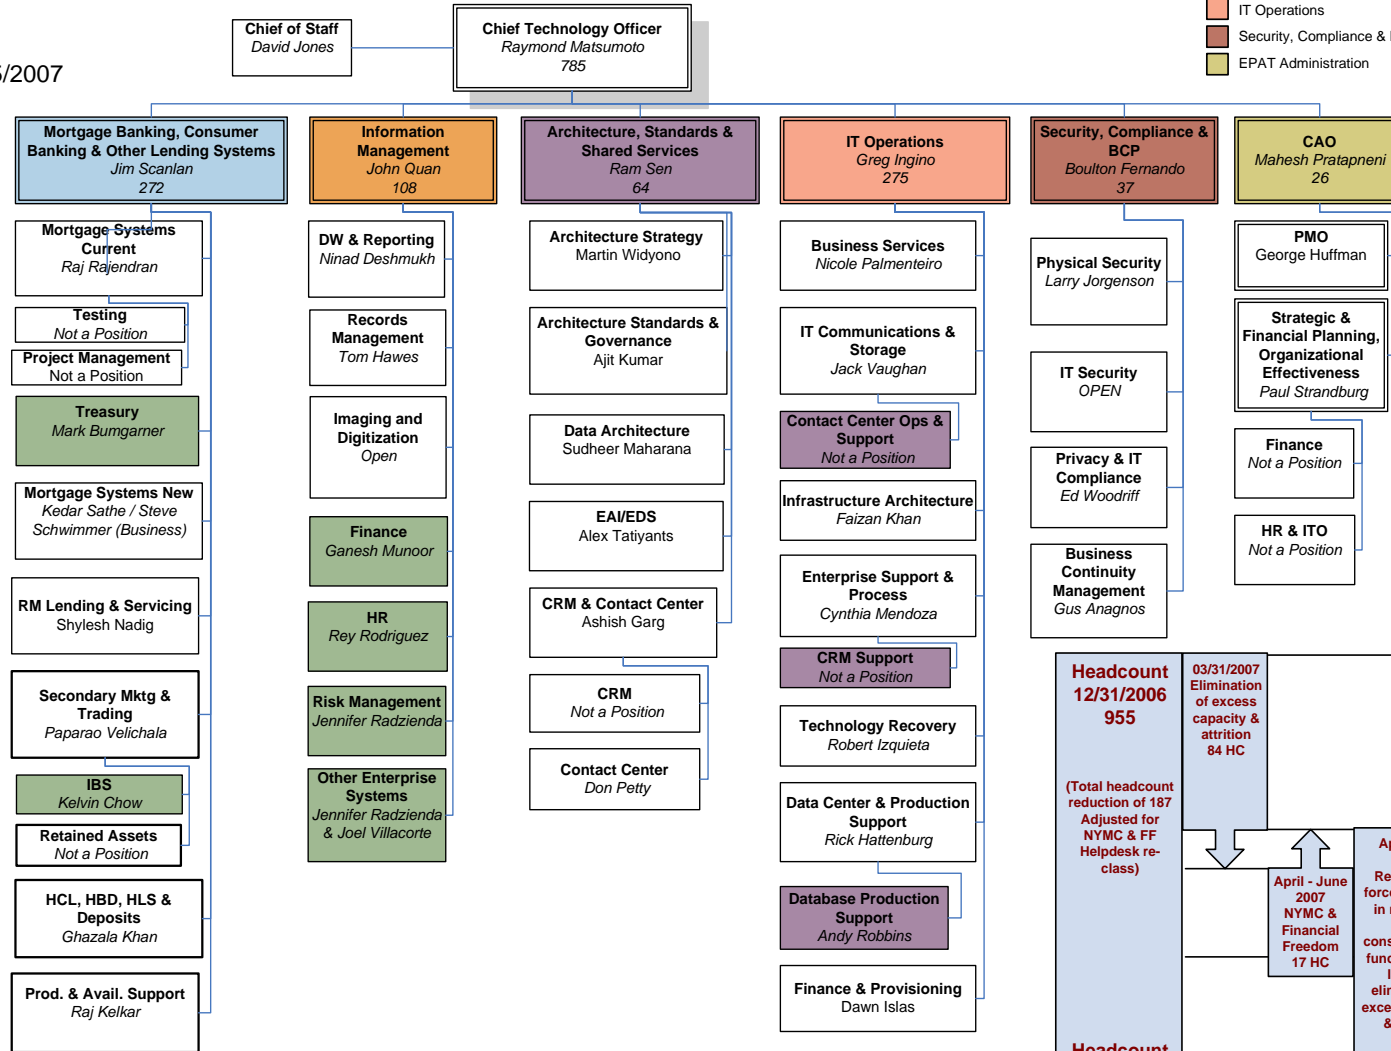 Chief of Staff
David Jones
Chief Technology Officer
Raymond Matsumoto
785
IT Operations
Security, Compliance &
EPAT Administration
/2007
Mortgage Banking, Consumer
Banking & Other Lending Systems
Jim Scanlan
272
Mortgage Systems
Current
Raj Rajendran
Testing
Not a Position
Project Management
Not a Position
Treasury
Mark Bumgarner
Mortgage Systems New
Kedar Sathe / Steve
Schwimmer (Business)
RM Lending & Servicing
Shylesh Nadig
Secondary Mktg &
Trading
Paparao Velichala
IBS
Kelvin Chow
Retained Assets
Not a Position
HCL, HBD, HLS &
Deposits
Ghazala Khan
Prod. & Avail. Support
Raj Kelkar
Information
Management
John Quan
108
DW & Reporting
Ninad Deshmukh
Records
Management
Tom Hawes
Imaging and
Digitization
Open
Finance
Ganesh Munoor
HR
Rey Rodriguez
Risk Management
Jennifer Radzienda
Other Enterprise
Systems
Jennifer Radzienda
& Joel Villacorte
Architecture, Standards &
Shared Services
Ram Sen
64
Architecture Strategy
Martin Widyono
Architecture Standards &
Governance
Ajit Kumar
Data Architecture
Sudheer Maharana
EAI/EDS
Alex Tatiyants
CRM & Contact Center
Ashish Garg
CRM
Not a Position
Contact Center
Don Petty
IT Operations
Greg Ingino
275
Business Services
Nicole Palmenteiro
IT Communications &
Storage
Jack Vaughan
Contact Center Ops &
Support
Not a Position
Infrastructure Architecture
Faizan Khan
Enterprise Support &
Process
Cynthia Mendoza
CRM Support
Not a Position
Technology Recovery
Robert Izquieta
Data Center & Production
Support
Rick Hattenburg
Database Production
Support
Andy Robbins
Finance & Provisioning
Dawn Islas
Security, Compliance &
BCP
Boulton Fernando
37
Physical Security
Larry Jorgenson
IT Security
OPEN
Privacy & IT
Compliance
Ed Woodriff
Business
Continuity
Management
Gus Anagnos
CAO
Mahesh Pratapneni
26
PMO
George Huffman
Strategic &
Financial Planning,
Organizational
Effectiveness
Paul Strandburg
Finance
Not a Position
HR & ITO
Not a Position
Headcount
12/31/2006
955
(Total headcount
reduction of 187
Adjusted for
NYMC & FF
Helpdesk re-
class)
Headcount
03/31/2007
Elimination
of excess
capacity &
attrition
84 HC
April - June
2007
NYMC &
Financial
Freedom
17 HC
in
&